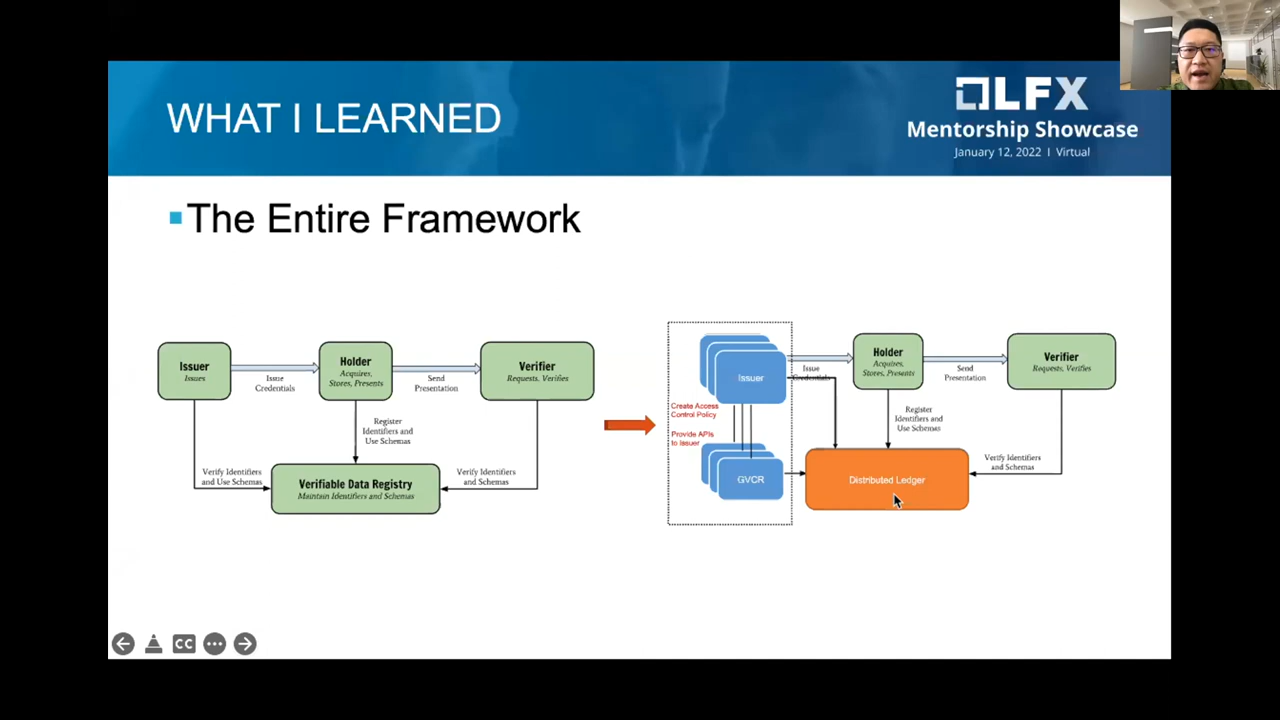 WHAT I LEARNED
LFX
Mentorship Showcase
January 12, 2022 | Virtual
The Entire Framework
Issuer
Issues
Issue
Credentials
Holder
Acquires,
Stores, Presents
Send
Presentation
Verifier
Requests, Verifies
Register
Identifiers and
Use Schemas
Verify Identifiers
and Use Schemas
Verify Identifiers
and Schemas
Verifiable Data Registry
Maintain Identifiers and Schemas
Issuer
Issue
Credentials
Holder
Acquires,
Stores, Presents
Send
Presentation
Verifier
Requests, Verifies
Create Access
Control Policy
Provide APIs
to Issuer
Register
Identifiers and
Use Schemas
GVCR
Distributed Ledger
Verify Identifiers
and Schemas
CC